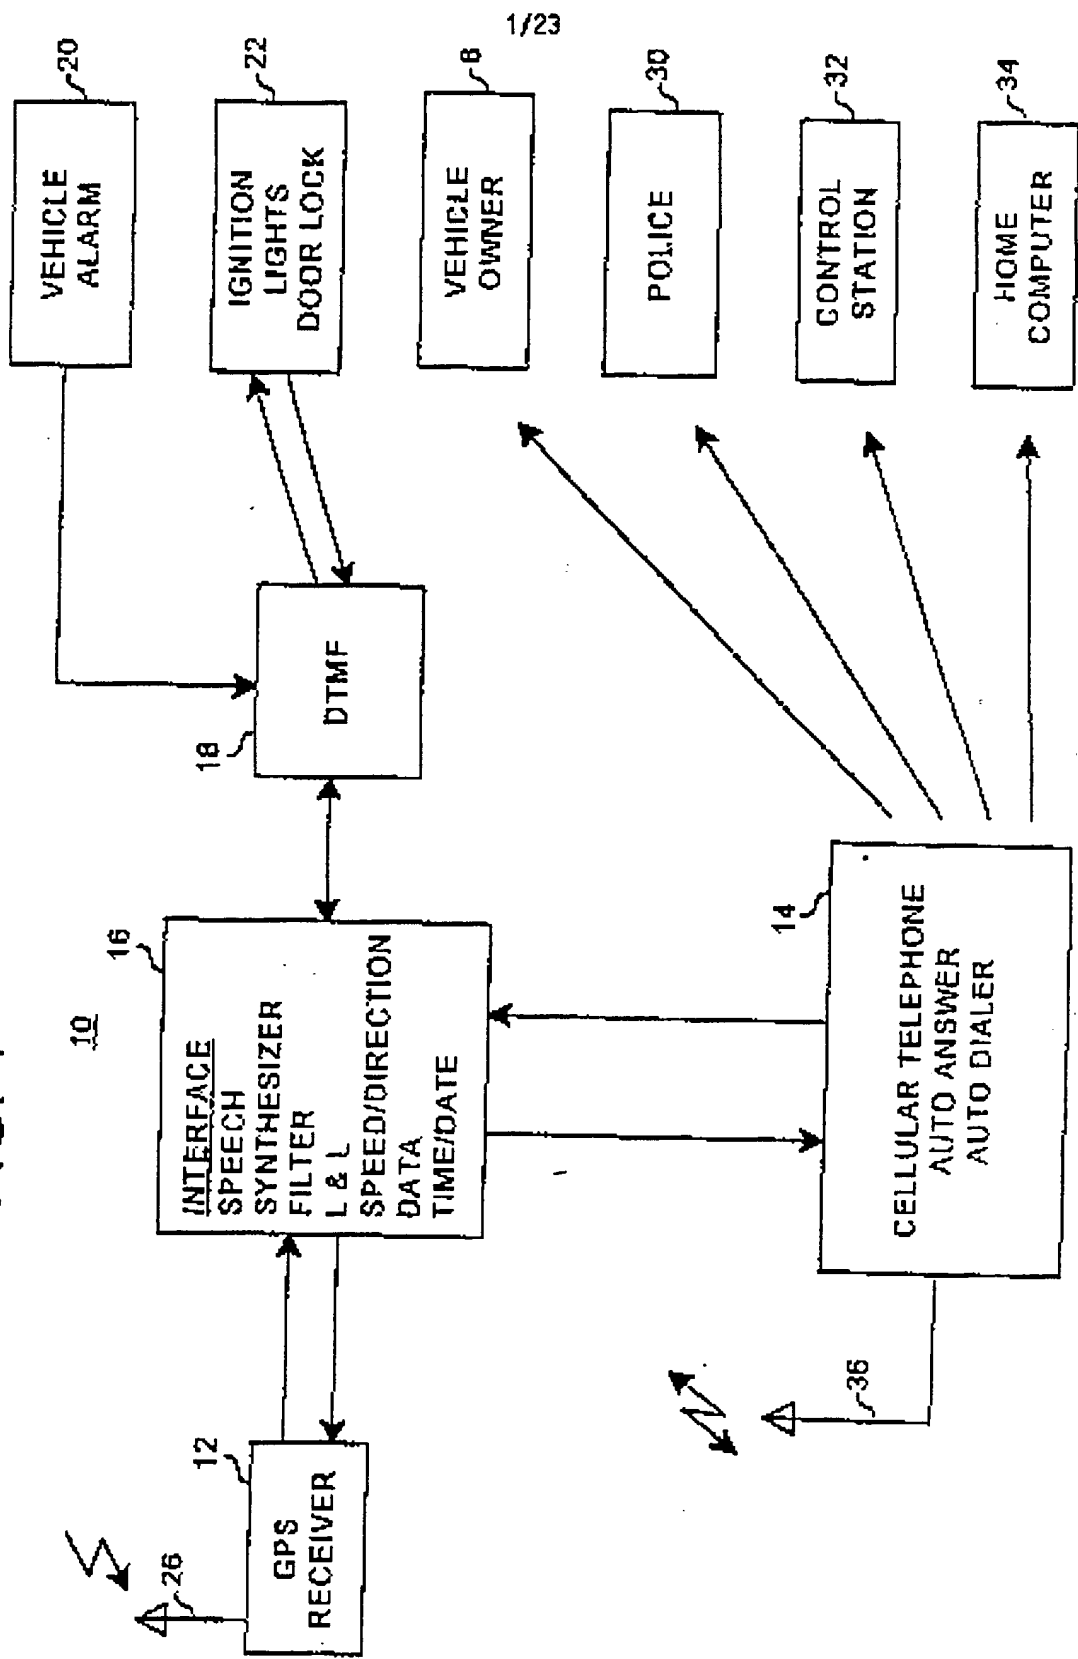 1/23
10
12
GPS
RECEIVER
26
16
INTERFACE
SPEECH
SYNTHESIZER
FILTER
L & L
SPEED/DIRECTION
DATA
TIME/DATE
18
DTMF
20
VEHICLE
ALARM
22
IGNITION
LIGHTS
DOOR LOCK
8
VEHICLE
OWNER
30
POLICE
32
CONTROL
STATION
34
HOME
COMPUTER
14
CELLULAR TELEPHONE
AUTO ANSWER
AUTO DIALER
36